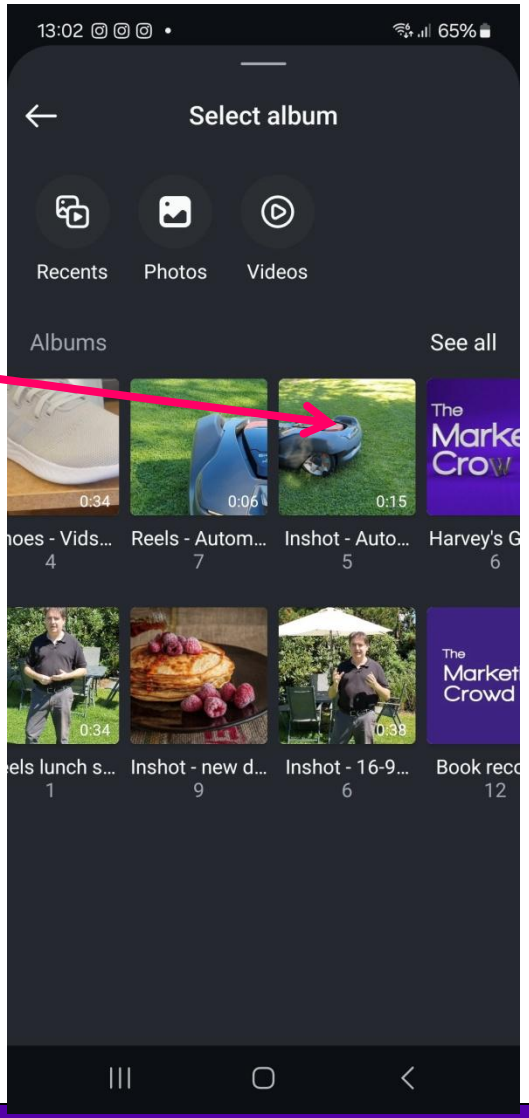 13:02 65%
Select album
Recents Photos Videos
Albums See all
The
Marke
Crow
0:34 0:06 0:15
hoes - Vids... Reels - Autom... Inshot - Auto... Harvey's G
4 7 5 6
The
Marketi
Crowd
0:34 0:38
eels lunch s... Inshot - new d... Inshot - 16-9... Book reco
1 9 6 12